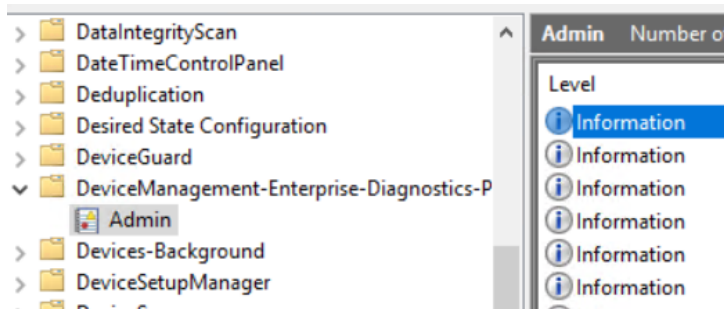 DataIntegrityScan
DateTimeControlPanel
Deduplication
Desired State Configuration
DeviceGuard
DeviceManagement-Enterprise-Diagnostics-P
Admin
Devices-Background
DeviceSetupManager
Admin Number o
Level
Information
Information
Information
Information
Information
Information